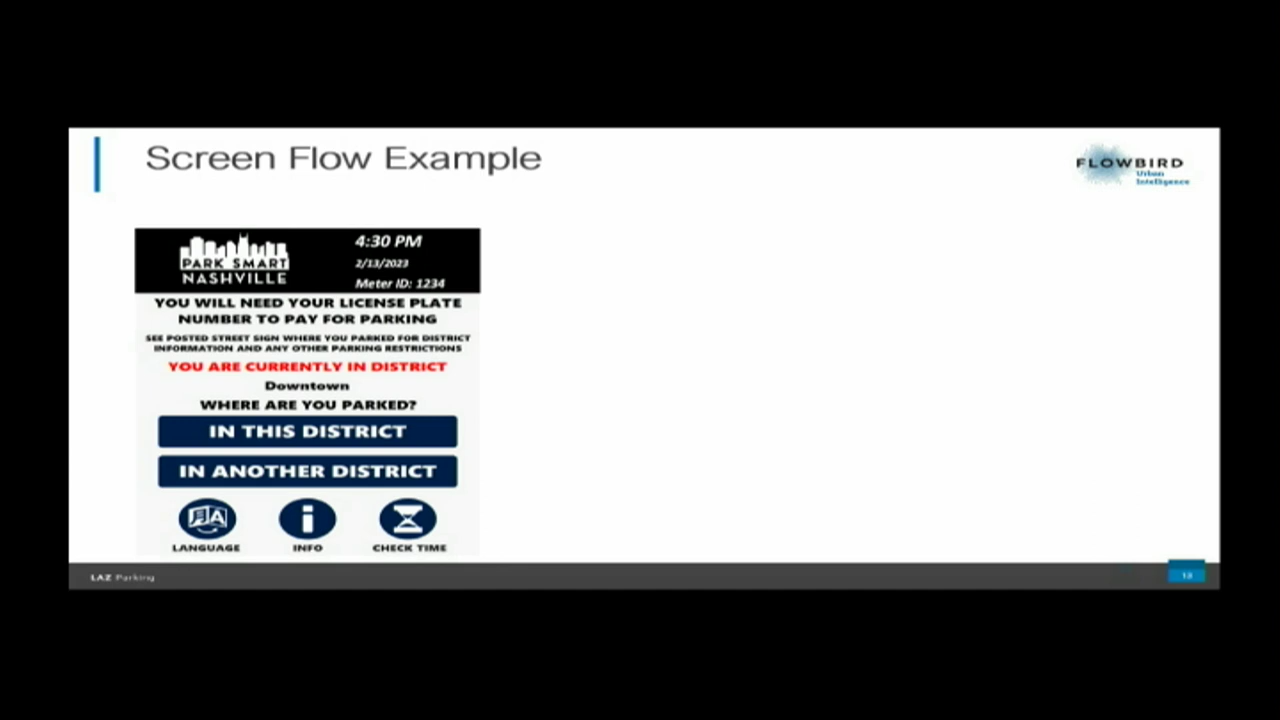 Screen Flow Example
FLOWBIRD
Urban
Intelligence
PARK SMART
NASHVILLE
4:30 PM
2/13/2023
Meter ID: 1234
YOU WILL NEED YOUR LICENSE PLATE
NUMBER TO PAY FOR PARKING
SEE POSTED STREET SIGN WHERE YOU PARKED FOR DISTRICT
INFORMATION AND ANY OTHER PARKING RESTRICTIONS
YOU ARE CURRENTLY IN DISTRICT
Downtown
WHERE ARE YOU PARKED?
IN THIS DISTRICT
IN ANOTHER DISTRICT
LANGUAGE
INFO
CHECK TIME
LAZ Parking